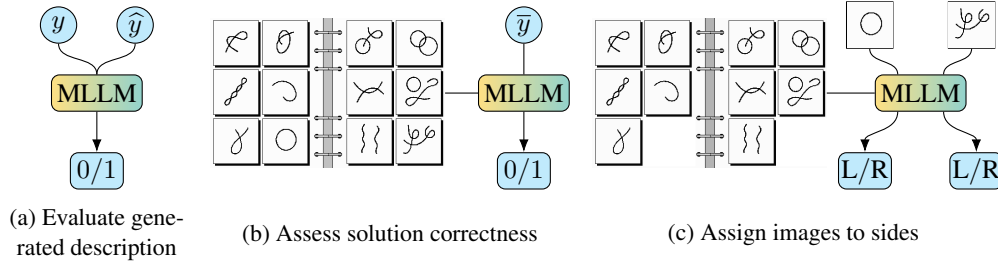 y
ŷ
MLLM
0/1
(a) Evaluate gene-
rated description
ȳ
MLLM
0/1
(b) Assess solution correctness
MLLM
L/R
L/R
(c) Assign images to sides